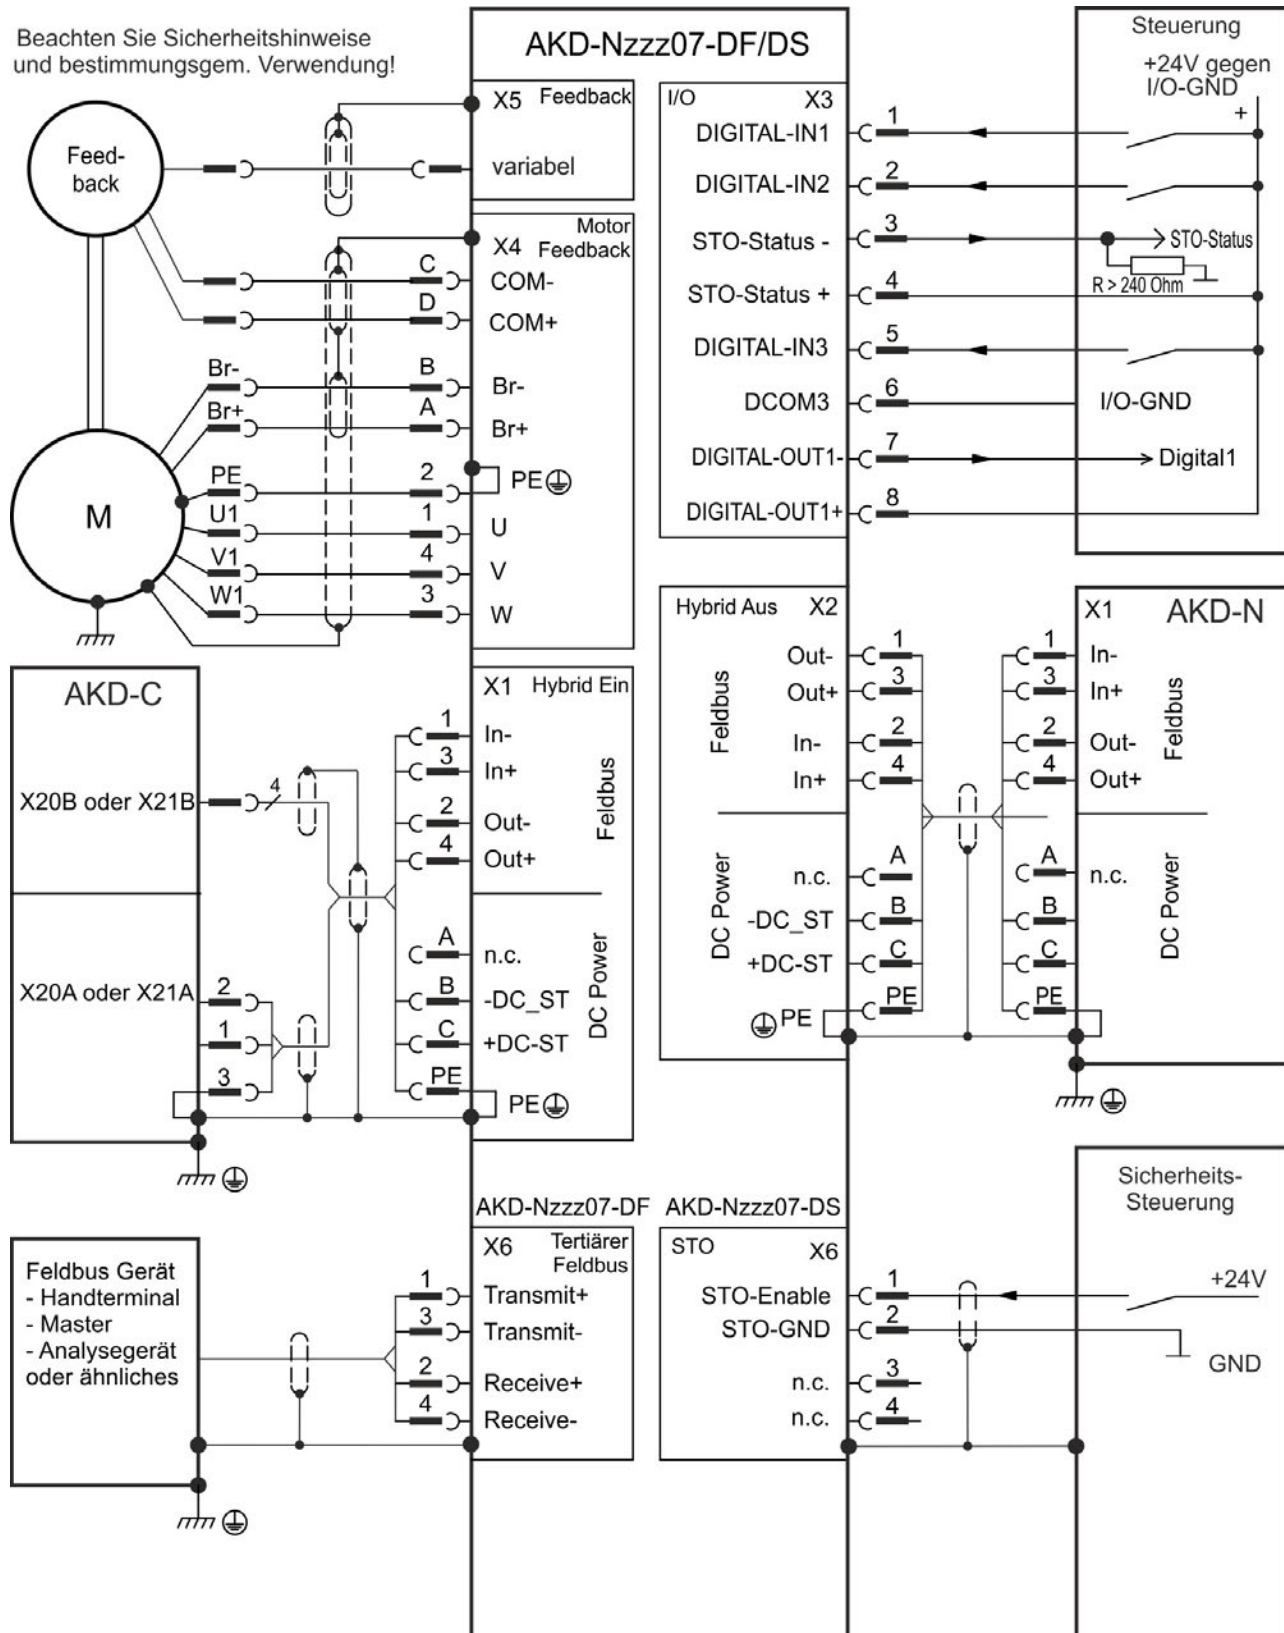 Beachten Sie Sicherheitshinweise
und bestimmungsgem. Verwendung!
AKD-Nzzz07-DF/DS
Feed-
back
X5 Feedback
variabel
X4 Motor
Feedback
C
COM-
D
COM+
Br-
B
Br-
Br+
A
Br+
PE
2
PE
M
U1
1
U
V1
4
V
W1
3
W
I/O X3
DIGITAL-IN1
1
DIGITAL-IN2
2
STO-Status -
3
STO-Status +
4
DIGITAL-IN3
5
DCOM3
6
DIGITAL-OUT1-
7
DIGITAL-OUT1+
8
Steuerung
+24V gegen
I/O-GND
+
STO-Status
R > 240 Ohm
I/O-GND
Digital1
AKD-C
X20B oder X21B
4
X20A oder X21A
2
1
3
X1 Hybrid Ein
1
In-
3
In+
2
Out-
4
Out+
Feldbus
A
n.c.
B
-DC_ST
C
+DC-ST
PE
PE
DC Power
Hybrid Aus X2
Feldbus
Out-
1
Out+
3
In-
2
In+
4
DC Power
n.c.
A
-DC_ST
B
+DC-ST
C
PE
PE
X1
AKD-N
1
In-
3
In+
2
Out-
4
Out+
Feldbus
A
n.c.
B
C
PE
DC Power
AKD-Nzzz07-DF
X6 Tertiärer
Feldbus
1
Transmit+
3
Transmit-
2
Receive+
4
Receive-
Feldbus Gerät
- Handterminal
- Master
- Analysegerät
oder ähnliches
AKD-Nzzz07-DS
STO X6
STO-Enable
1
STO-GND
2
n.c.
3
n.c.
4
Sicherheits-
Steuerung
+24V
GND